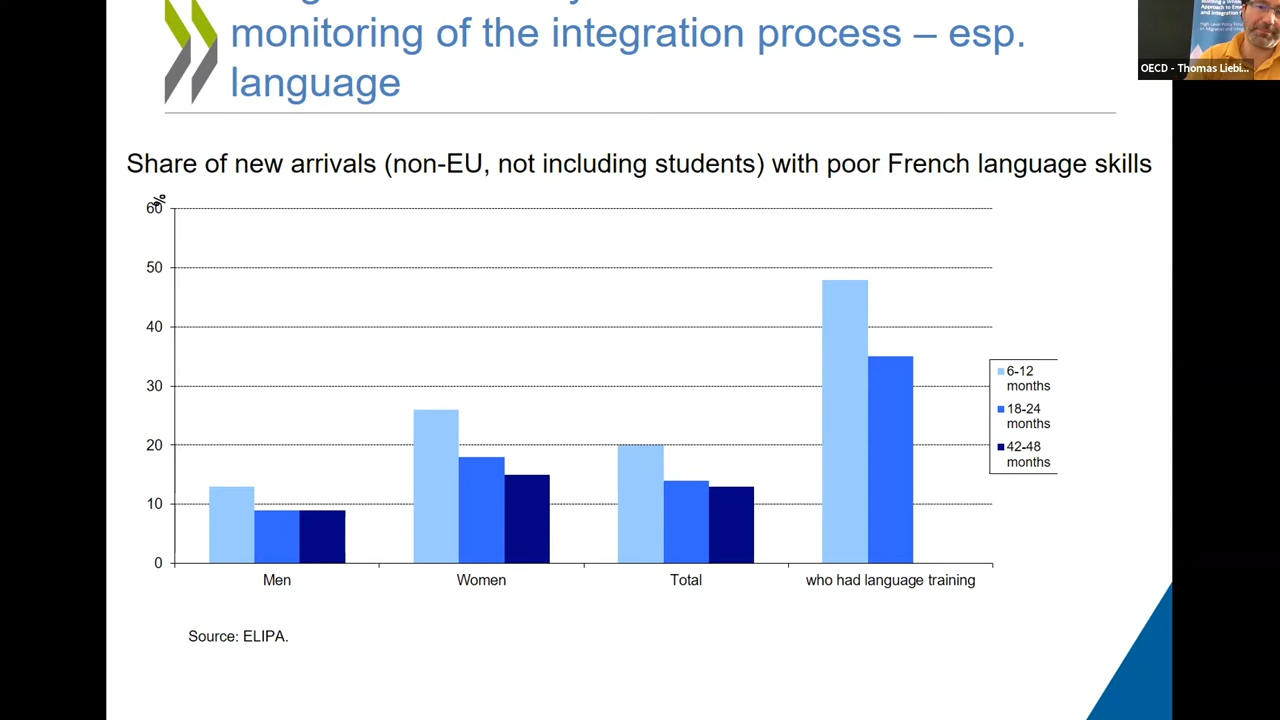 monitoring of the integration process – esp.
language
OECD - Thomas Liebi...
Share of new arrivals (non-EU, not including students) with poor French language skills
%
60
50
40
30
20
10
0
Men Women Total who had language training
6-12
months
18-24
months
42-48
months
Source: ELIPA.